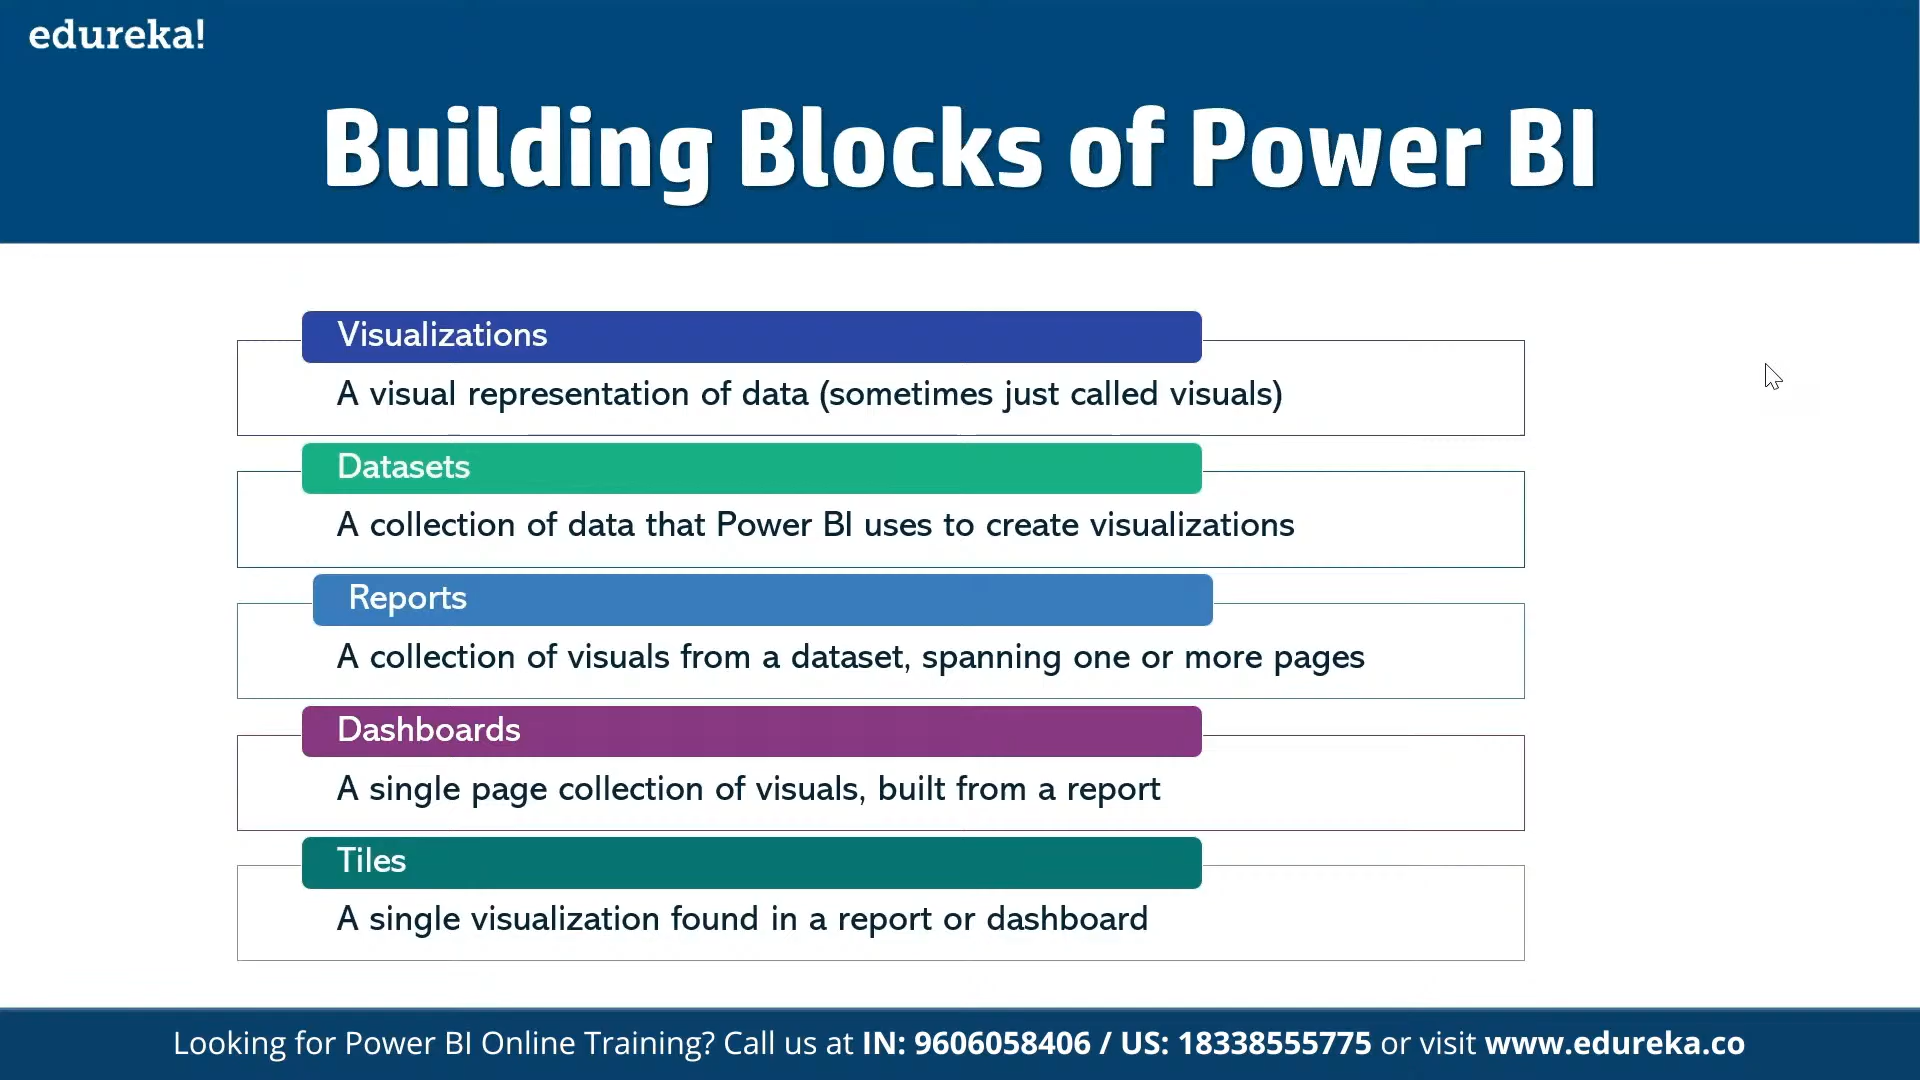 edureka!
Building Blocks of Power BI
Visualizations
A visual representation of data (sometimes just called visuals)
Datasets
A collection of data that Power BI uses to create visualizations
Reports
A collection of visuals from a dataset, spanning one or more pages
Dashboards
A single page collection of visuals, built from a report
Tiles
A single visualization found in a report or dashboard
Looking for Power BI Online Training? Call us at IN: 9606058406 / US: 18338555775 or visit www.edureka.co